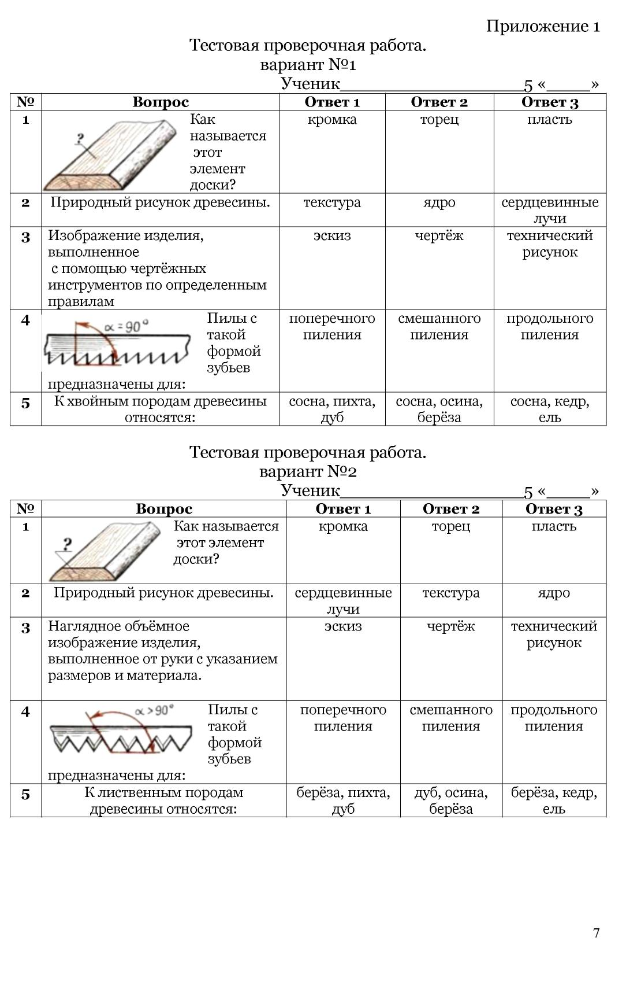 Приложение 1
Тестовая проверочная работа.
вариант №1
Ученик_____________________5 «_____»
№ Вопрос Ответ 1 Ответ 2 Ответ 3
1 ? Как кромка торец пласть
называется
этот
элемент
доски?
2 Природный рисунок древесины. текстура ядро сердцевинные
лучи
3 Изображение изделия, эскиз чертёж технический
выполненное рисунок
с помощью чертёжных
инструментов по определенным
правилам
4 α = 90° Пилы с поперечного смешанного продольного
такой пиления пиления пиления
формой
зубьев
предназначены для:
5 К хвойным породам древесины сосна, пихта, сосна, осина, сосна, кедр,
относятся: дуб берёза ель
Тестовая проверочная работа.
вариант №2
Ученик_____________________5 «_____»
№ Вопрос Ответ 1 Ответ 2 Ответ 3
1 ? Как называется кромка торец пласть
этот элемент
доски?
2 Природный рисунок древесины. сердцевинные текстура ядро
лучи
3 Наглядное объёмное эскиз чертёж технический
изображение изделия, рисунок
выполненное от руки с указанием
размеров и материала.
4 α > 90° Пилы с поперечного смешанного продольного
такой пиления пиления пиления
формой
зубьев
предназначены для:
5 К лиственным породам берёза, пихта, дуб, осина, берёза, кедр,
древесины относятся: дуб берёза ель
7